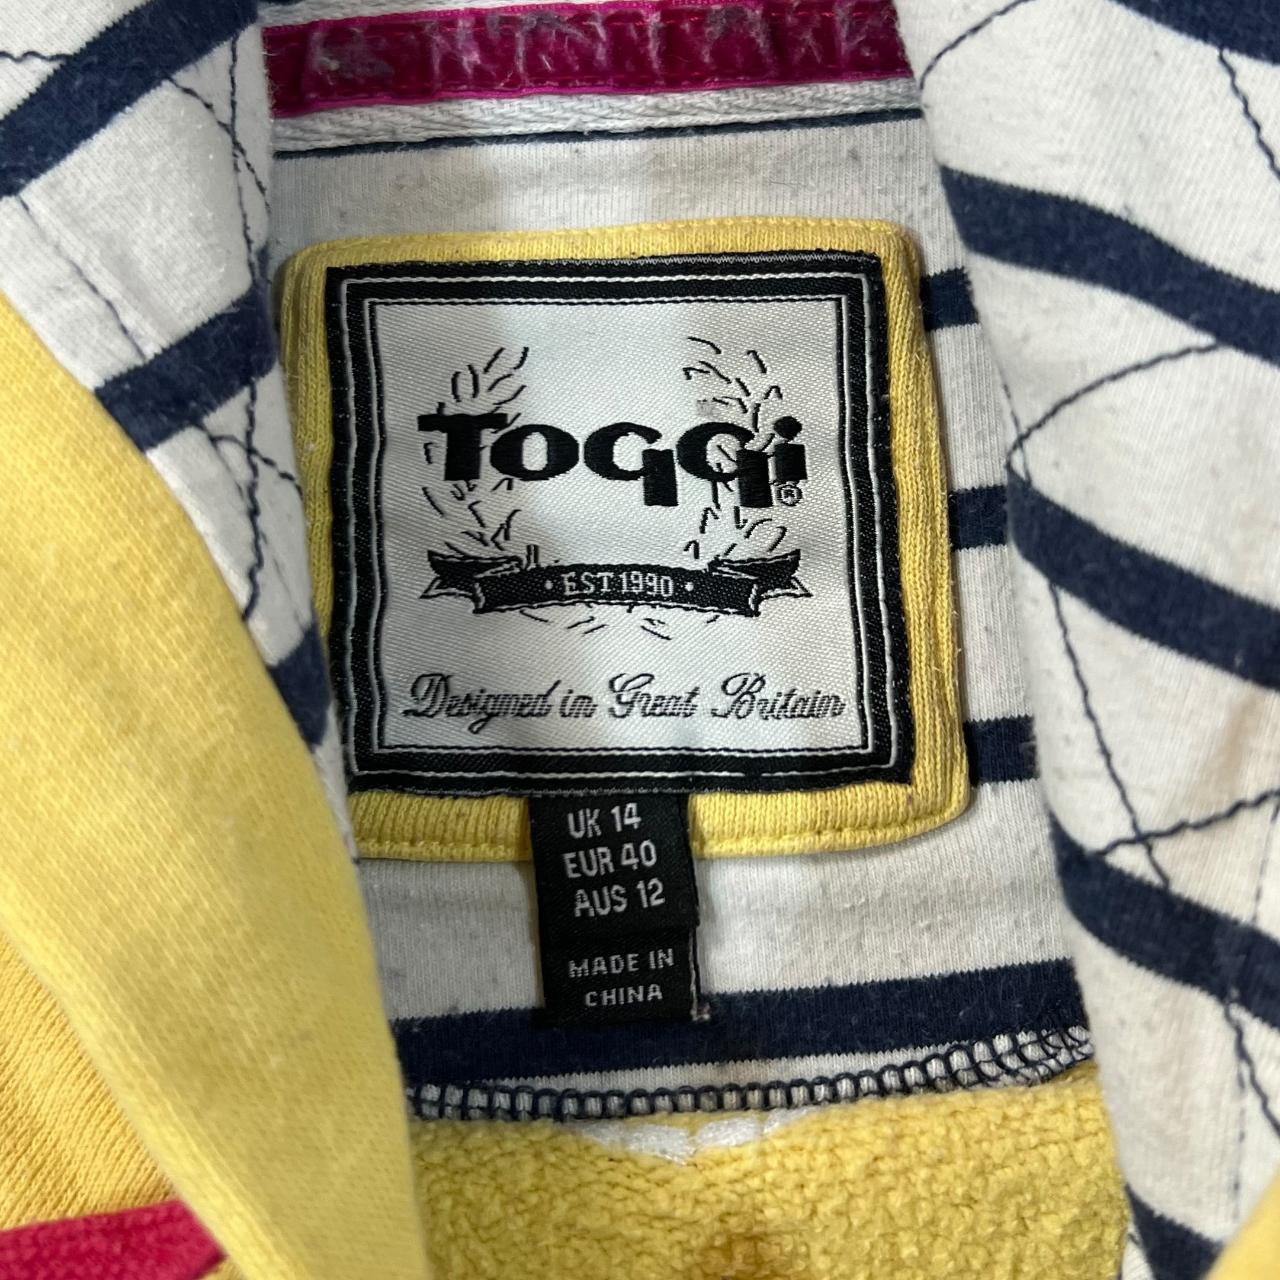 Toggi
®
• EST 1990 •
Designed in Great Britain
UK 14
EUR 40
AUS 12
MADE IN
CHINA